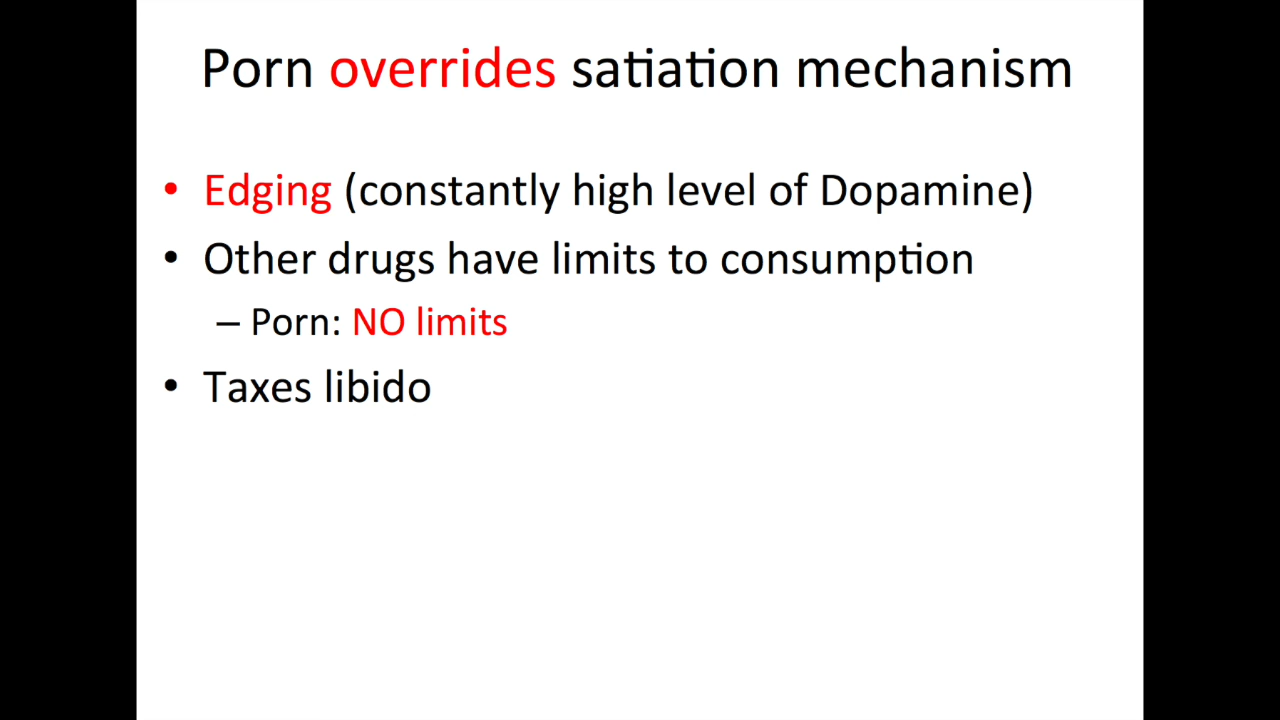 Porn overrides satiation mechanism
• Edging (constantly high level of Dopamine)
• Other drugs have limits to consumption
– Porn: NO limits
• Taxes libido